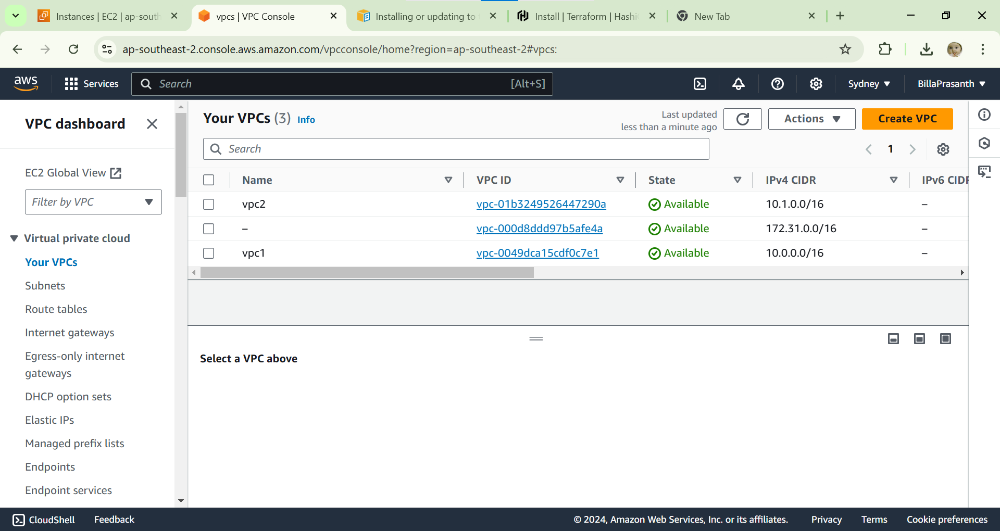 Instances | EC2 | ap-south
vpcs | VPC Console
Installing or updating to
Install | Terraform | Hashi
New Tab
ap-southeast-2.console.aws.amazon.com/vpcconsole/home?region=ap-southeast-2#vpcs:
aws
Services
Search
[Alt+S]
Sydney
BillaPrasanth
VPC dashboard
EC2 Global View
Filter by VPC
Virtual private cloud
Your VPCs
Subnets
Route tables
Internet gateways
Egress-only internet
gateways
DHCP option sets
Elastic IPs
Managed prefix lists
Endpoints
Endpoint services
Your VPCs (3) Info
Last updated
less than a minute ago
Actions
Create VPC
Search
1
Name VPC ID State IPv4 CIDR IPv6 CIDR
vpc2 vpc-01b3249526447290a Available 10.1.0.0/16 –
– vpc-000d8ddd97b5afe4a Available 172.31.0.0/16 –
vpc1 vpc-0049dca15cdf0c7e1 Available 10.0.0.0/16 –
Select a VPC above
CloudShell
Feedback
© 2024, Amazon Web Services, Inc. or its affiliates.
Privacy
Terms
Cookie preferences